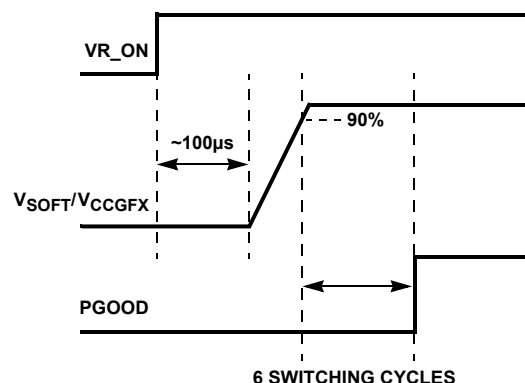 VR_ON
90%
~100µs
VSOFT/VCCGFX
PGOOD
6 SWITCHING CYCLES